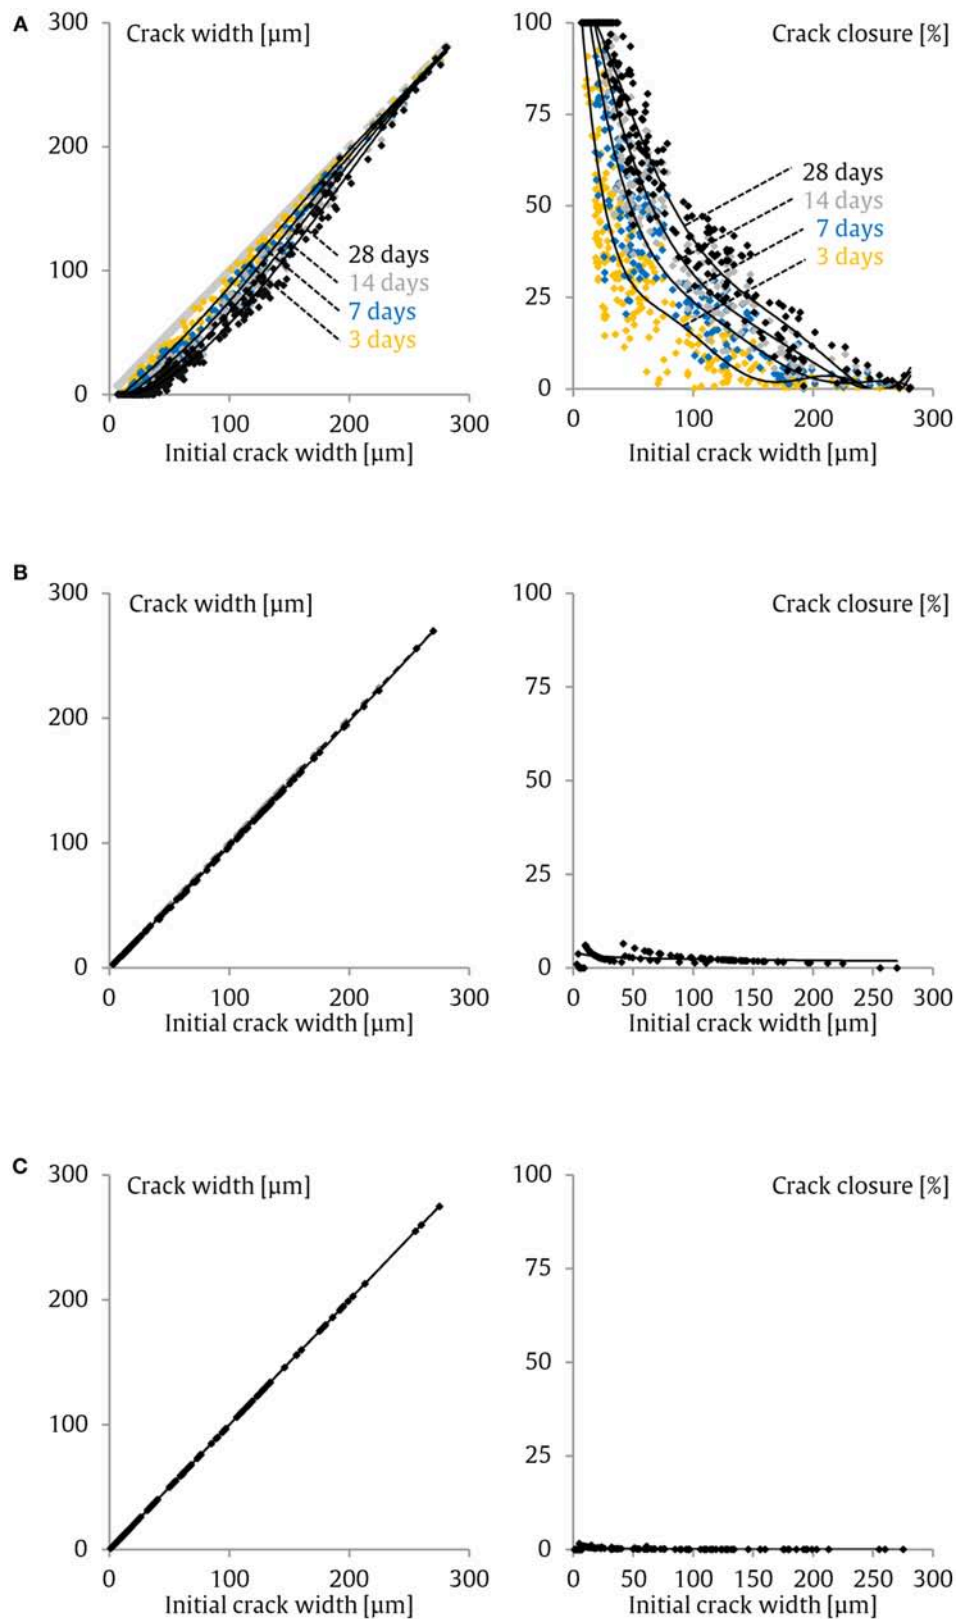 A
Crack width [µm]
300
200
100
0
28 days
14 days
7 days
3 days
0 100 200 300
Initial crack width [µm]
Crack closure [%]
100
75
50
25
0
28 days
14 days
7 days
3 days
0 100 200 300
Initial crack width [µm]
B
Crack width [µm]
300
200
100
0
0 100 200 300
Initial crack width [µm]
Crack closure [%]
100
75
50
25
0
0 50 100 150 200 250 300
Initial crack width [µm]
C
Crack width [µm]
300
200
100
0
0 100 200 300
Initial crack width [µm]
Crack closure [%]
100
75
50
25
0
0 50 100 150 200 250 300
Initial crack width [µm]